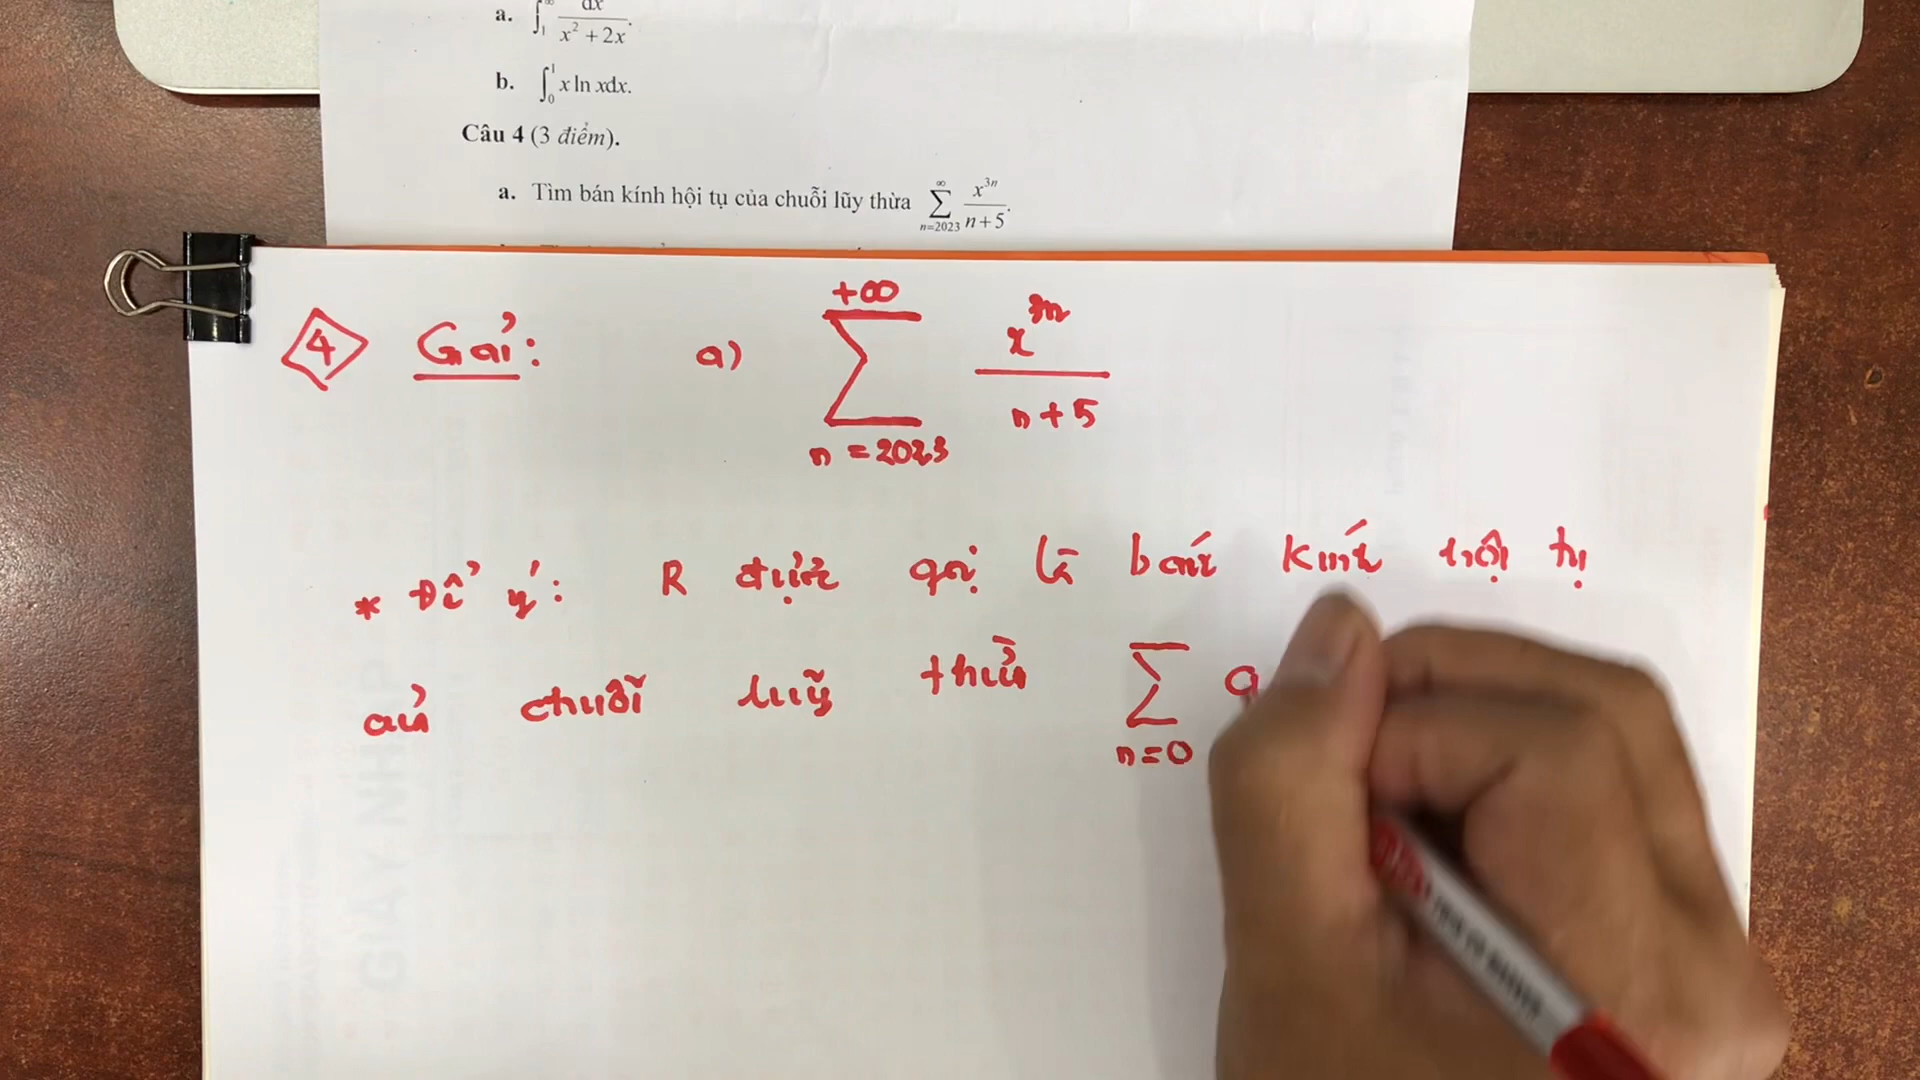 a. ∫₁^∞ dx / (x² + 2x).
b. ∫₀¹ x ln xdx.
Câu 4 (3 điểm).
a. Tìm bán kính hội tụ của chuỗi lũy thừa ∑_{n=2023}^{∞} x^{3n} / (n+5).
4 Giải: a) ∑_{n=2023}^{+∞} x^{3n} / (n+5)
* Để ý: R được gọi là bán kính hội tụ
của chuỗi luỹ thừa ∑_{n=0} a